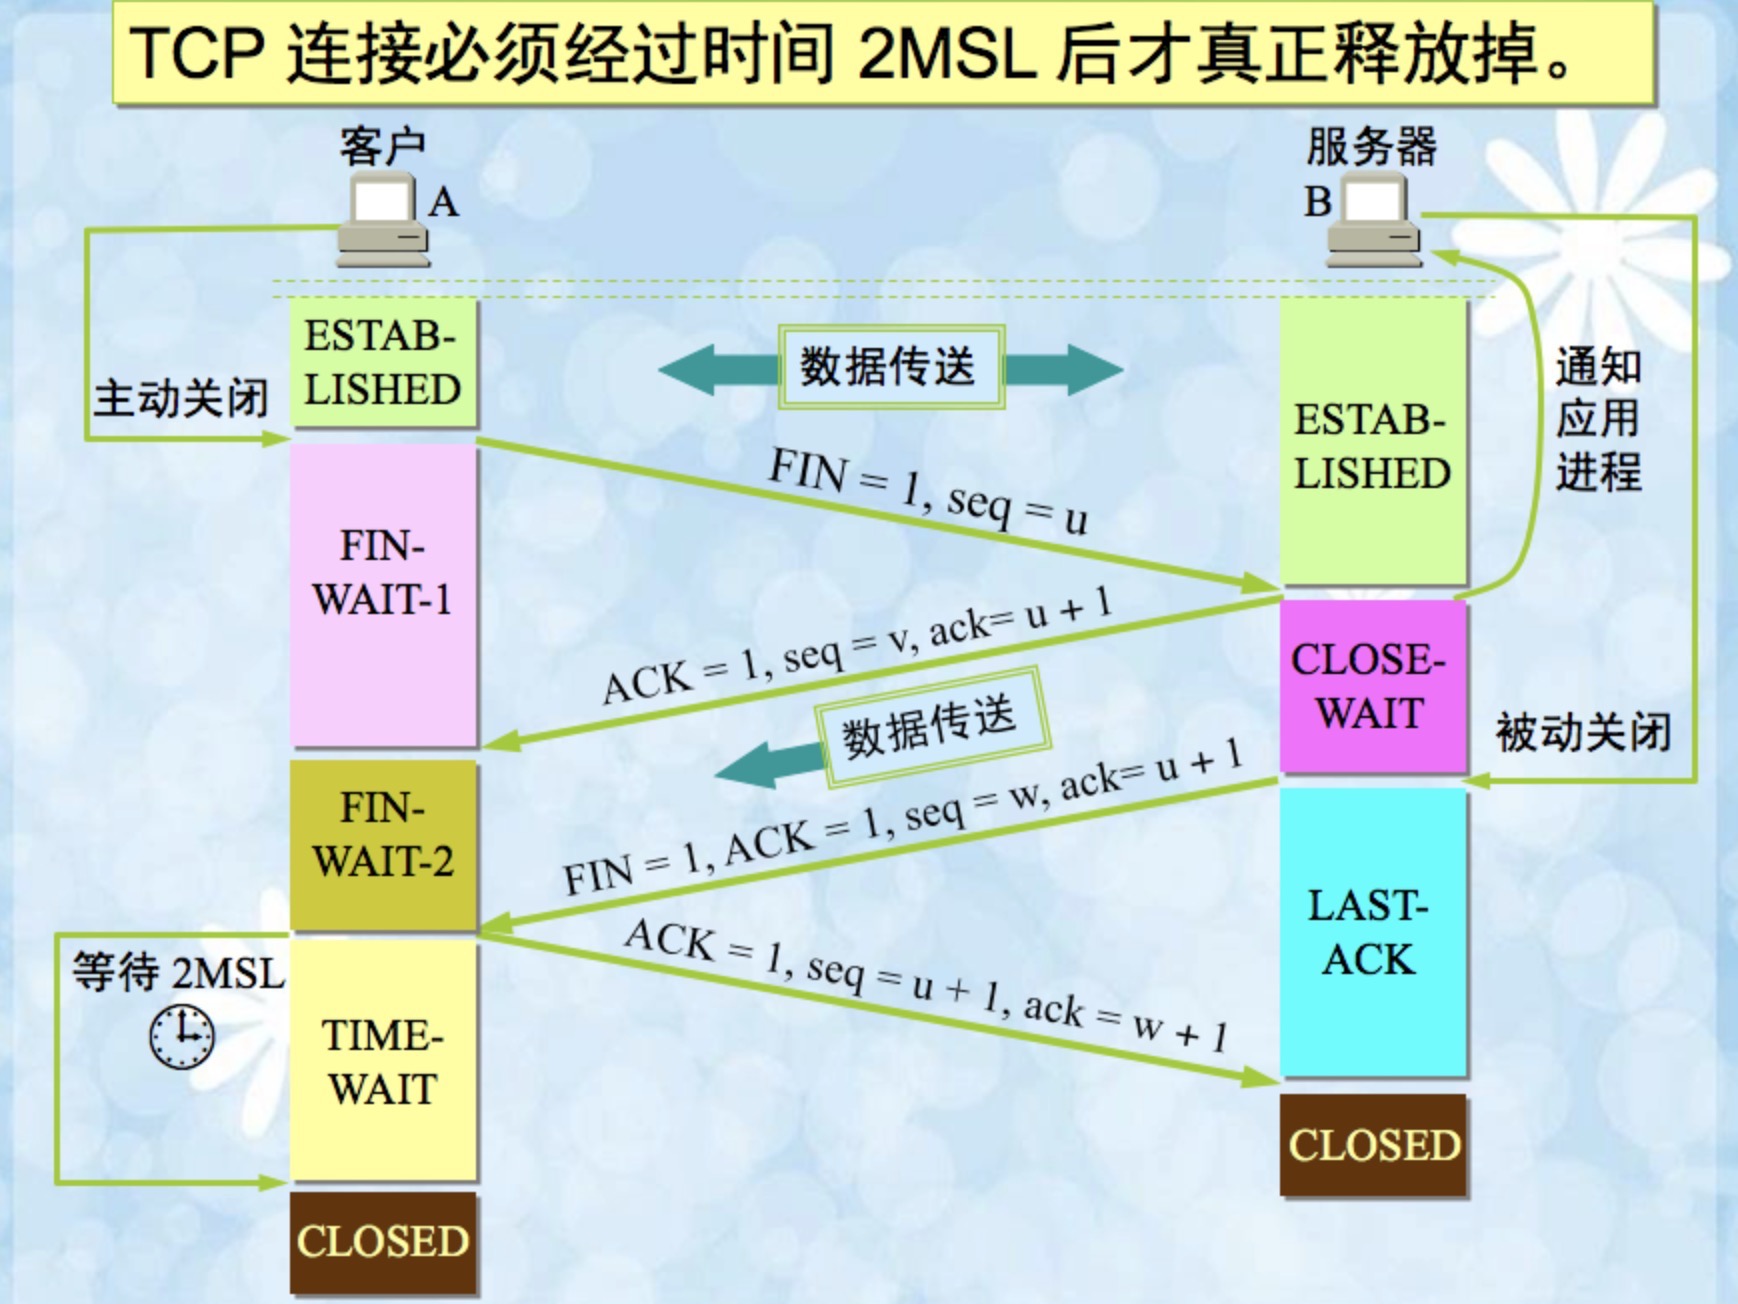 TCP 连接必须经过时间 2MSL 后才真正释放掉。
客户
A
服务器
B
ESTAB-
LISHED
数据传送
主动关闭
ESTAB-
LISHED
通知
应用
进程
FIN = 1, seq = u
FIN-
WAIT-1
ACK = 1, seq = v, ack= u + 1
CLOSE-
WAIT
数据传送
被动关闭
FIN-
WAIT-2
FIN = 1, ACK = 1, seq = w, ack= u + 1
LAST-
ACK
ACK = 1, seq = u + 1, ack = w + 1
等待 2MSL
TIME-
WAIT
CLOSED
CLOSED